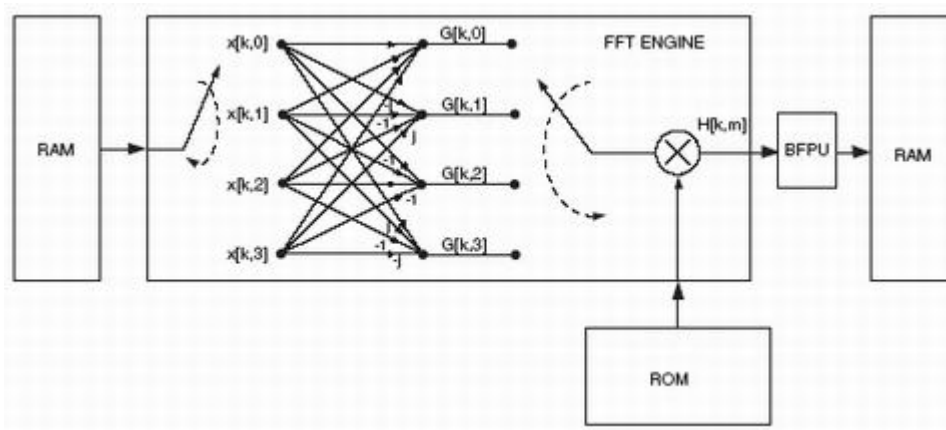 RAM
FFT ENGINE
x[k,0]
x[k,1]
x[k,2]
x[k,3]
G[k,0]
G[k,1]
G[k,2]
G[k,3]
-1
j
-1
-1
-1
-j
H[k,m]
BFPU
RAM
ROM